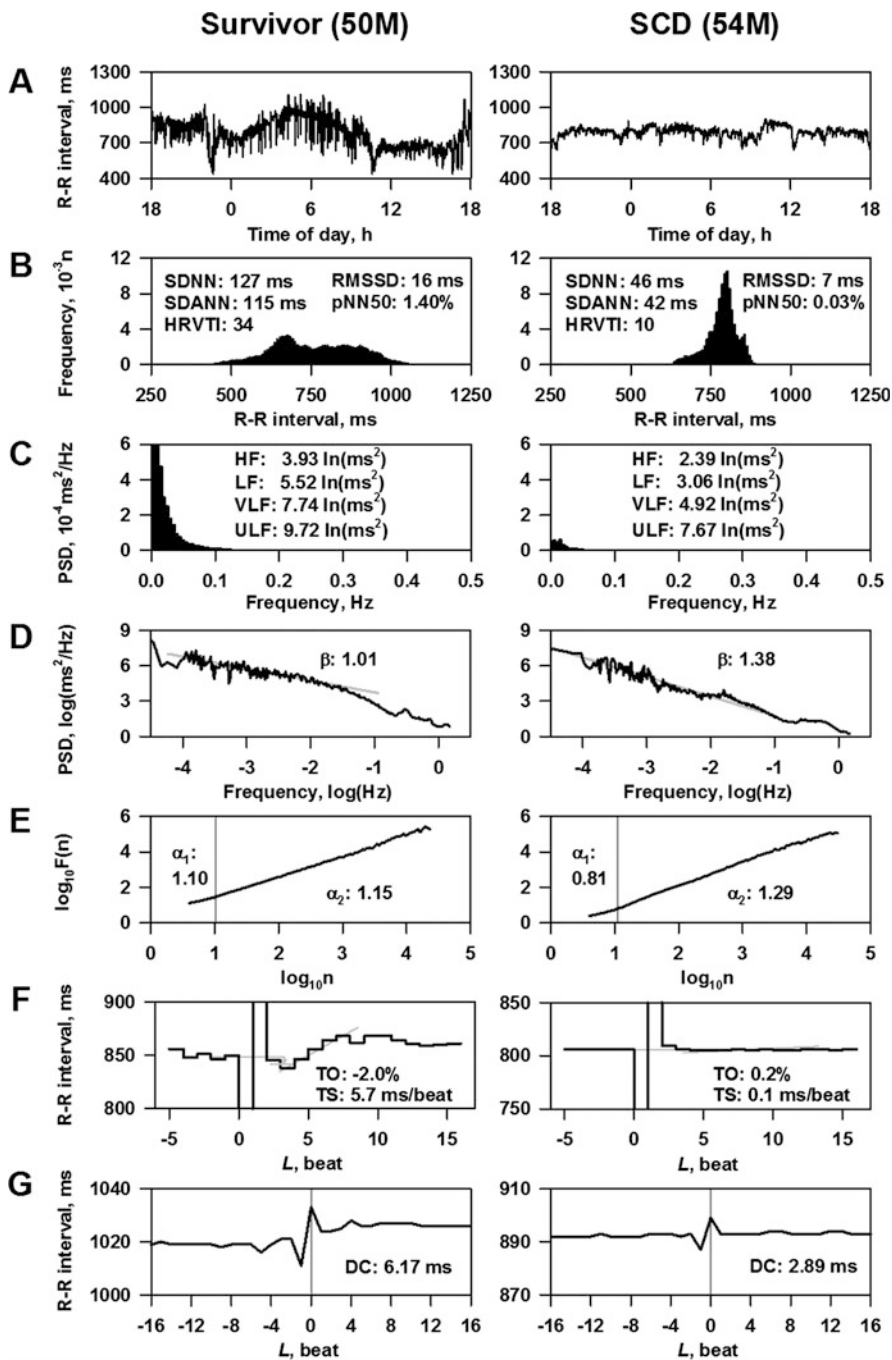 Survivor (50M) SCD (54M)
A
R-R interval, ms
1300 1300
1000 1000
700 700
400 400
18 0 6 12 18 18 0 6 12 18
Time of day, h Time of day, h
B
Frequency, 10⁻³n
12 12
8 8
4 4
0 0
SDNN: 127 ms RMSSD: 16 ms
SDANN: 115 ms pNN50: 1.40%
HRVTI: 34
SDNN: 46 ms RMSSD: 7 ms
SDANN: 42 ms pNN50: 0.03%
HRVTI: 10
250 500 750 1000 1250 250 500 750 1000 1250
R-R interval, ms R-R interval, ms
C
PSD, 10⁻⁴ms²/Hz
6 6
4 4
2 2
0 0
HF: 3.93 ln(ms²)
LF: 5.52 ln(ms²)
VLF: 7.74 ln(ms²)
ULF: 9.72 ln(ms²)
HF: 2.39 ln(ms²)
LF: 3.06 ln(ms²)
VLF: 4.92 ln(ms²)
ULF: 7.67 ln(ms²)
0.0 0.1 0.2 0.3 0.4 0.5 0.0 0.1 0.2 0.3 0.4 0.5
Frequency, Hz Frequency, Hz
D
PSD, log(ms²/Hz)
9 9
6 6
3 3
0 0
β: 1.01 β: 1.38
-4 -3 -2 -1 0 -4 -3 -2 -1 0
Frequency, log(Hz) Frequency, log(Hz)
E
log₁₀F(n)
6 6
4 4
2 2
0 0
α₁:
1.10
α₂: 1.15
α₁:
0.81
α₂: 1.29
0 1 2 3 4 5 0 1 2 3 4 5
log₁₀n log₁₀n
F
R-R interval, ms
900 850
850 800
800 750
TO: -2.0%
TS: 5.7 ms/beat
TO: 0.2%
TS: 0.1 ms/beat
-5 0 5 10 15 -5 0 5 10 15
L, beat L, beat
G
R-R interval, ms
1040 910
1020 890
1000 870
DC: 6.17 ms DC: 2.89 ms
-16 -12 -8 -4 0 4 8 12 16 -16 -12 -8 -4 0 4 8 12 16
L, beat L, beat